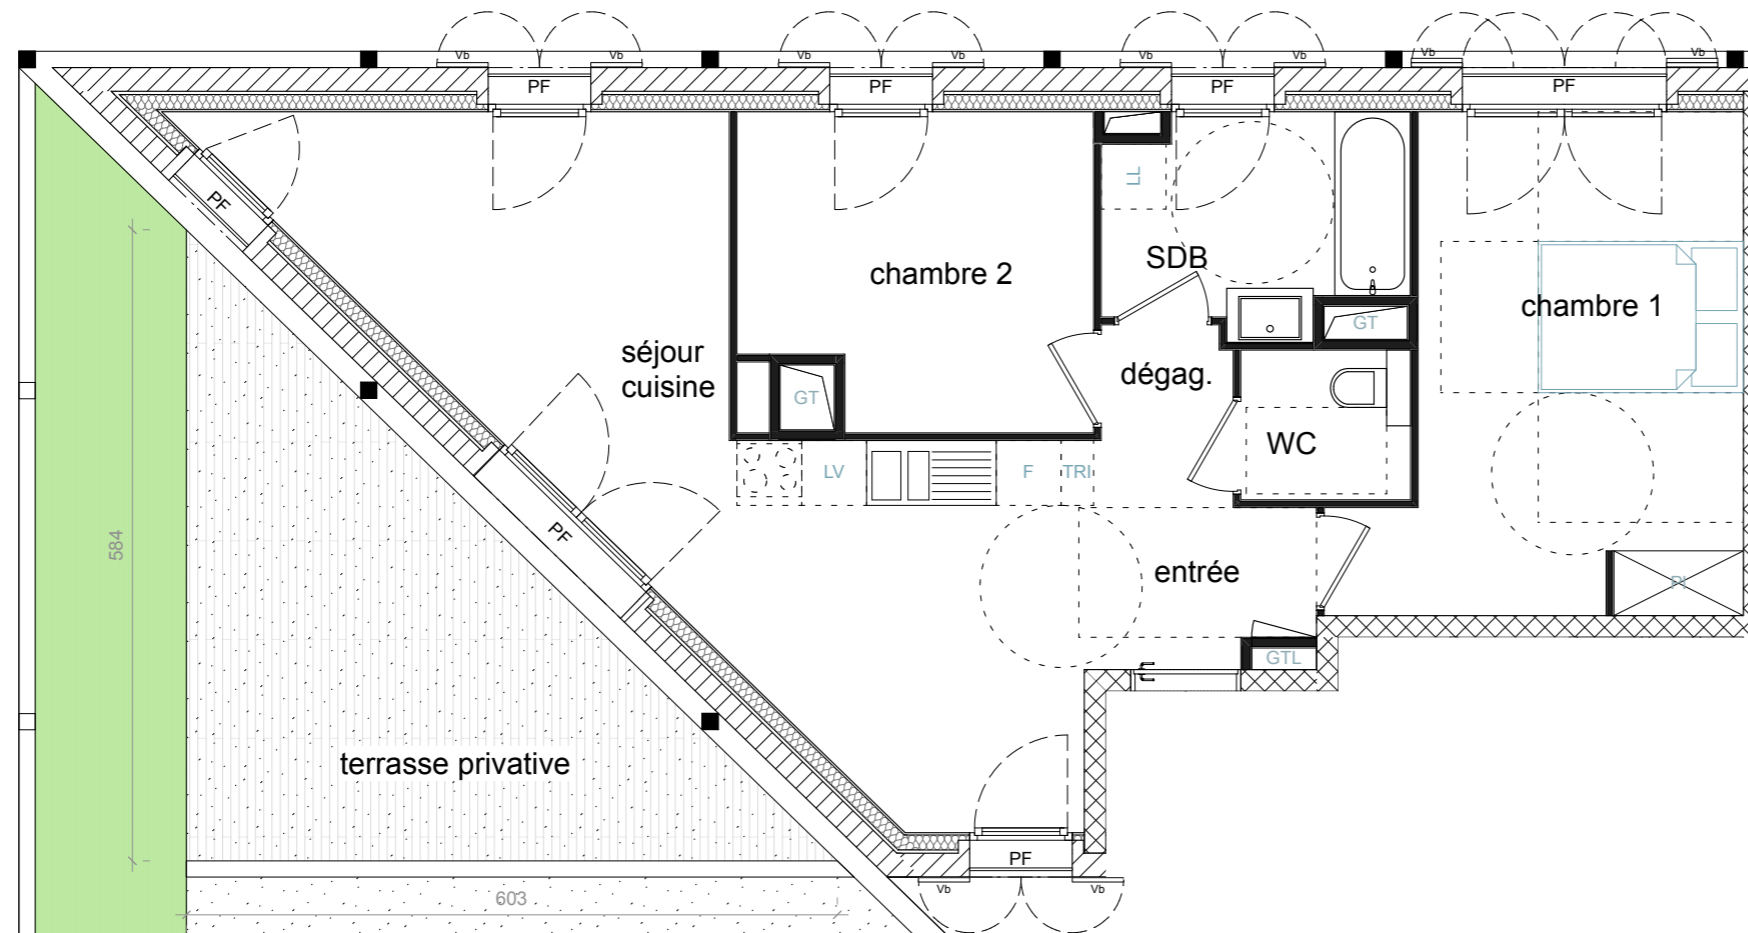 Vb Vb Vb Vb Vb Vb Vb Vb
PF PF PF PF
PF
LL
SDB
chambre 2
chambre 1
GT
séjour
cuisine
dégag.
GT
WC
LV F TRI
PF
584
entrée
PI
GTL
terrasse privative
PF
Vb Vb
603